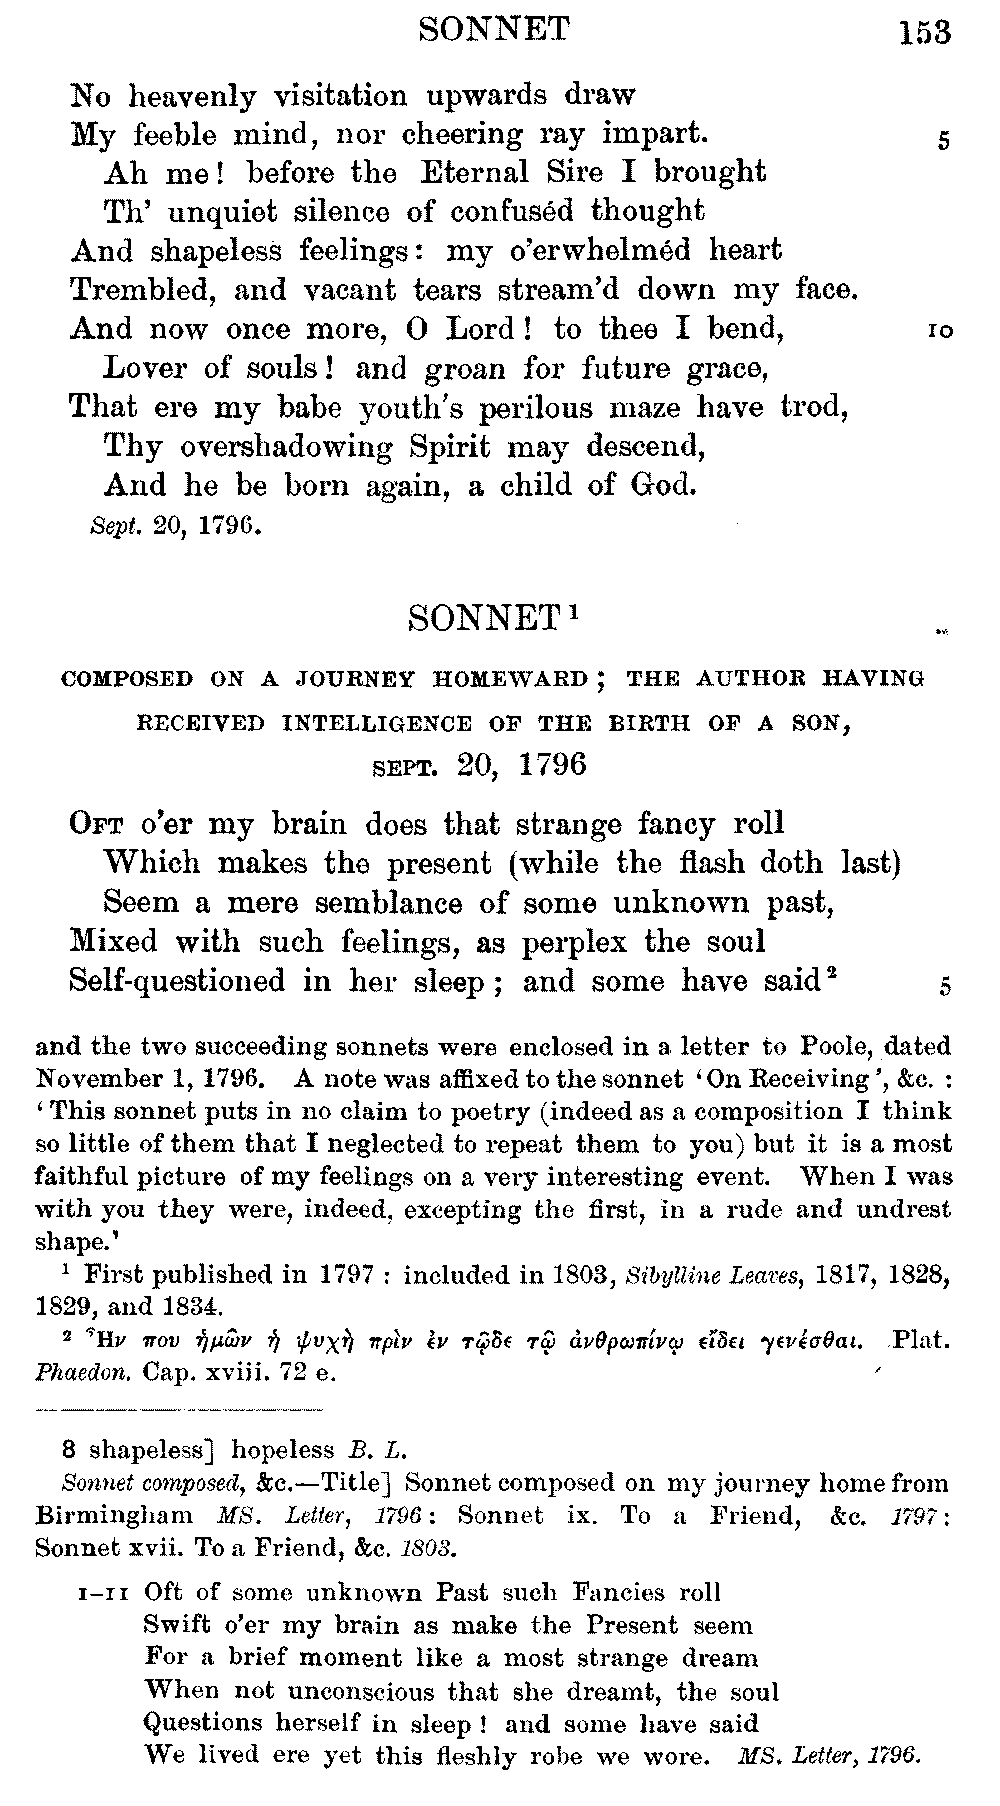 SONNET 153
No heavenly visitation upwards draw
My feeble mind, nor cheering ray impart. 5
Ah me! before the Eternal Sire I brought
Th' unquiet silence of confuséd thought
And shapeless feelings: my o'erwhelméd heart
Trembled, and vacant tears stream'd down my face.
And now once more, O Lord! to thee I bend, 10
Lover of souls! and groan for future grace,
That ere my babe youth's perilous maze have trod,
Thy overshadowing Spirit may descend,
And he be born again, a child of God.
Sept. 20, 1796.
SONNET¹
COMPOSED ON A JOURNEY HOMEWARD; THE AUTHOR HAVING
RECEIVED INTELLIGENCE OF THE BIRTH OF A SON,
SEPT. 20, 1796
OFT o'er my brain does that strange fancy roll
Which makes the present (while the flash doth last)
Seem a mere semblance of some unknown past,
Mixed with such feelings, as perplex the soul
Self-questioned in her sleep; and some have said² 5
and the two succeeding sonnets were enclosed in a letter to Poole, dated
November 1, 1796. A note was affixed to the sonnet 'On Receiving', &c. :
'This sonnet puts in no claim to poetry (indeed as a composition I think
so little of them that I neglected to repeat them to you) but it is a most
faithful picture of my feelings on a very interesting event. When I was
with you they were, indeed, excepting the first, in a rude and undrest
shape.'
¹ First published in 1797 : included in 1803, Sibylline Leaves, 1817, 1828,
1829, and 1834.
² Ἦν που ἡμῶν ἡ ψυχὴ πρὶν ἐν τῷδε τῷ ἀνθρωπίνῳ εἴδει γενέσθαι. Plat.
Phaedon. Cap. xviii. 72 e.
8 shapeless] hopeless B. L.
Sonnet composed, &c.—Title] Sonnet composed on my journey home from
Birmingham MS. Letter, 1796: Sonnet ix. To a Friend, &c. 1797:
Sonnet xvii. To a Friend, &c. 1803.
1-11 Oft of some unknown Past such Fancies roll
Swift o'er my brain as make the Present seem
For a brief moment like a most strange dream
When not unconscious that she dreamt, the soul
Questions herself in sleep! and some have said
We lived ere yet this fleshly robe we wore. MS. Letter, 1796.